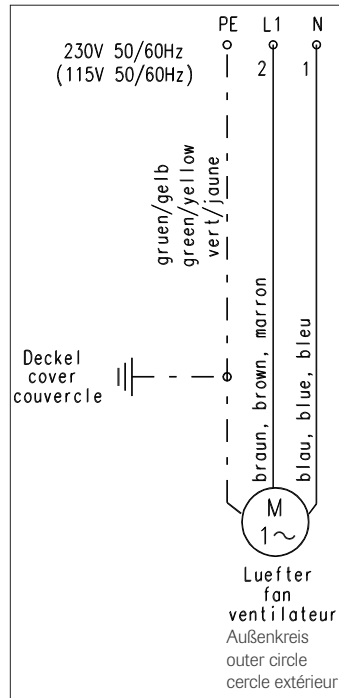 PE L1 N
230V 50/60Hz
(115V 50/60Hz)
2 1
gruen/gelb
green/yellow
vert/jaune
braun, brown, marron
blau, blue, bleu
Deckel
cover
couvercle
M
1~
Luefter
fan
ventilateur
Außenkreis
outer circle
cercle extérieur